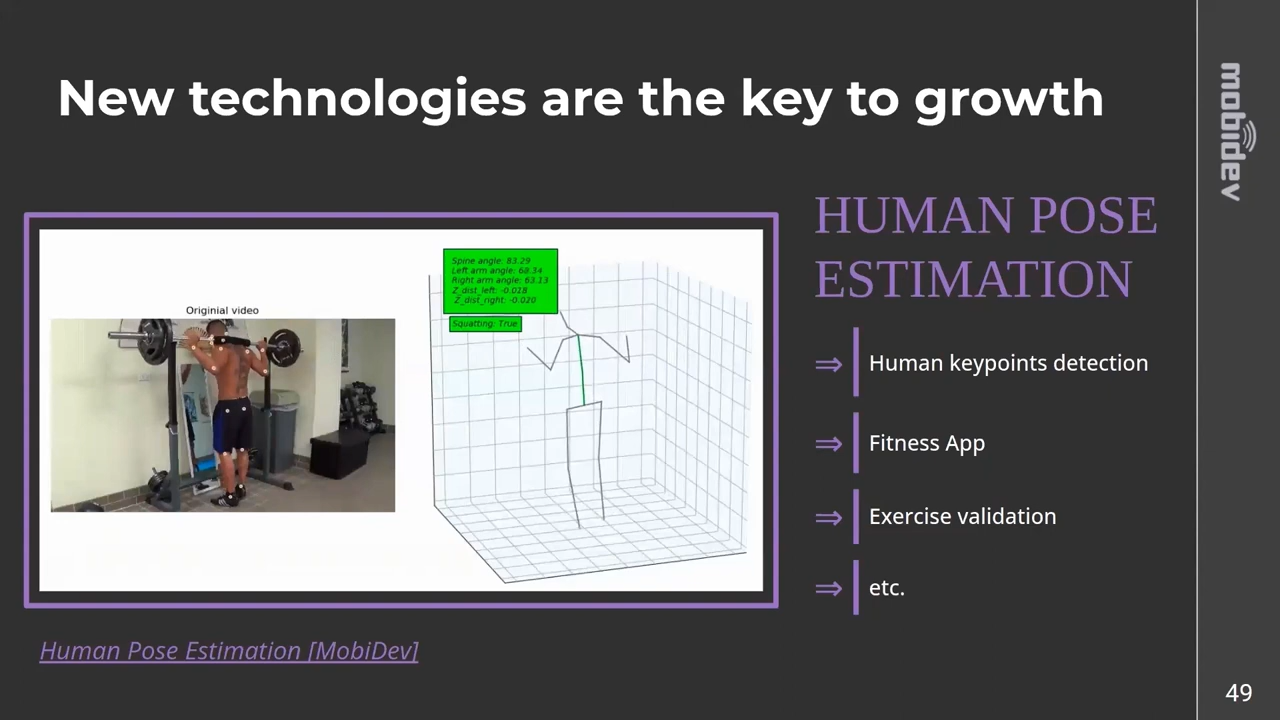 New technologies are the key to growth
mobidev
HUMAN POSE
ESTIMATION
Spine angle: 83.29
Left arm angle: 68.34
Right arm angle: 63.13
Z_dist_left: -0.018
Z_dist_right: -0.020
Squatting: True
Originial video
⇒ Human keypoints detection
⇒ Fitness App
⇒ Exercise validation
⇒ etc.
Human Pose Estimation [MobiDev]
49